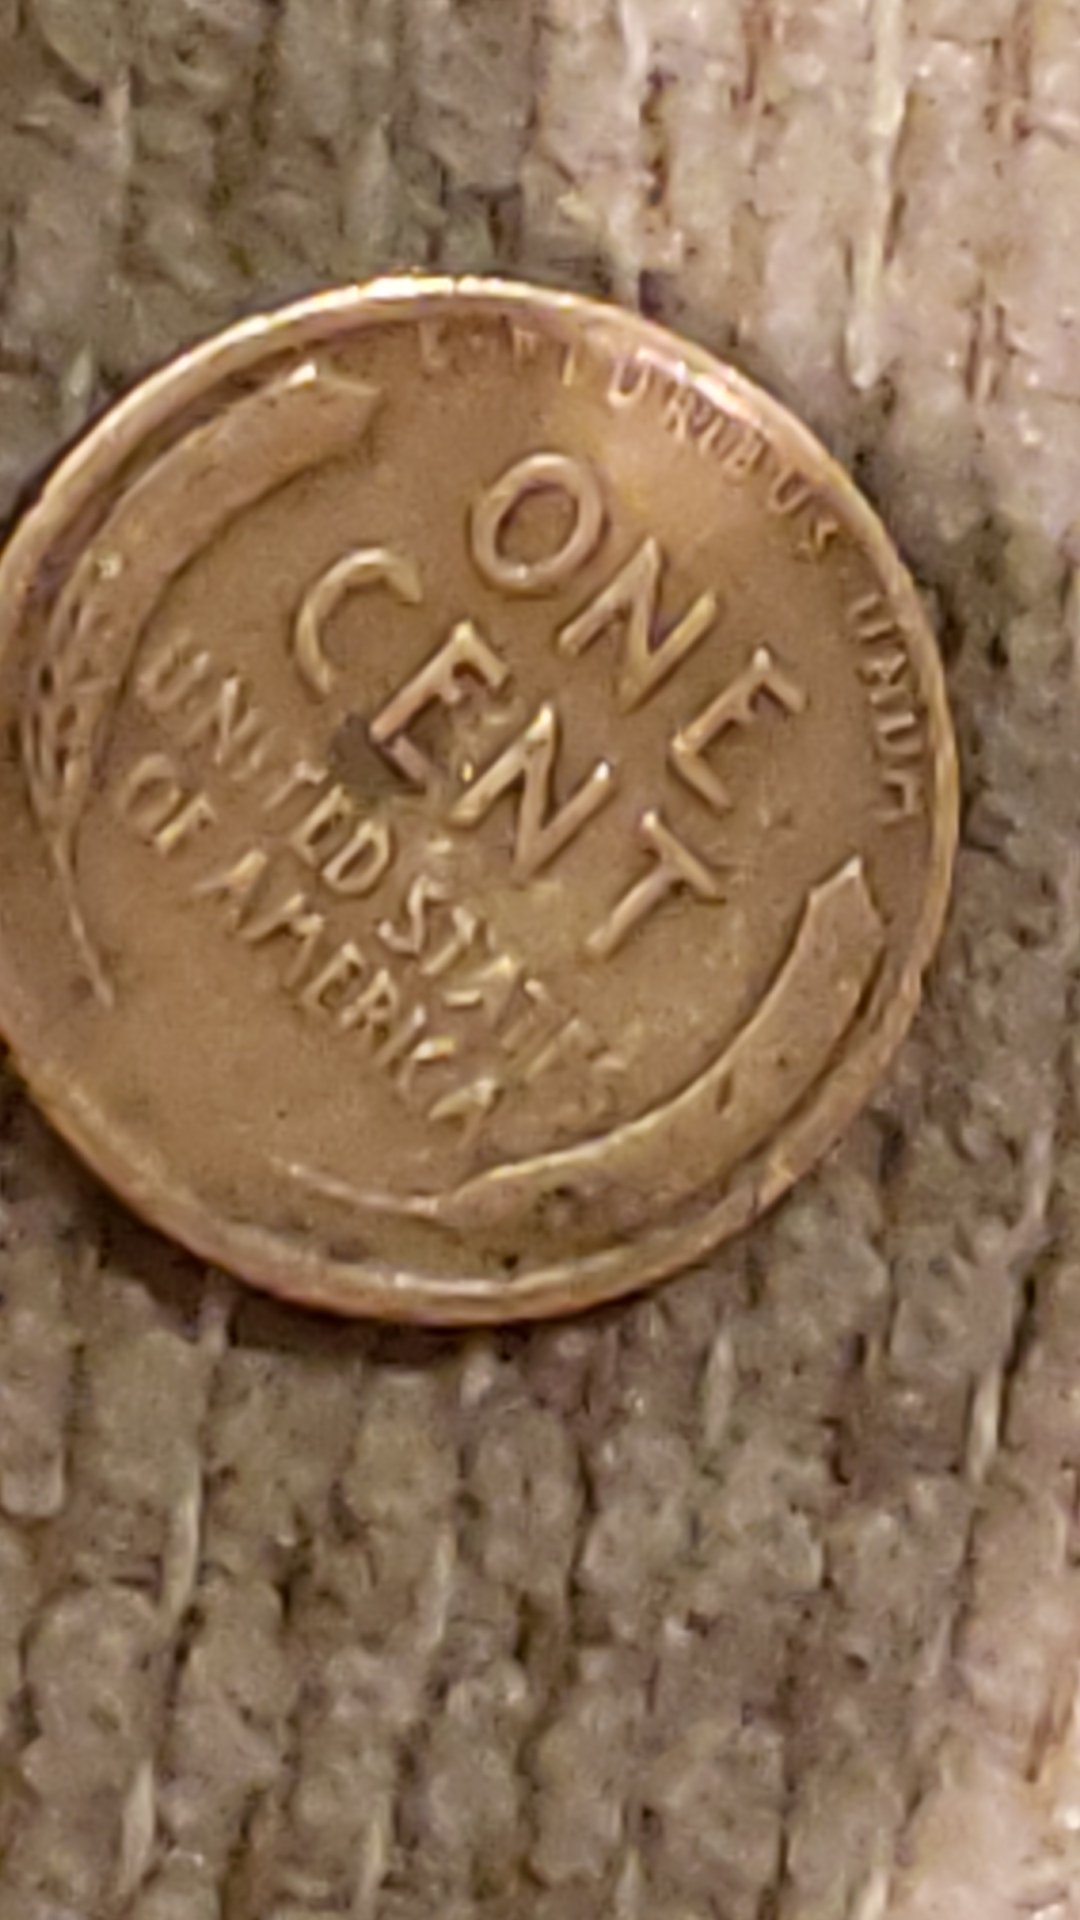 ONE
CENT
UNITED STATES
OF AMERICA